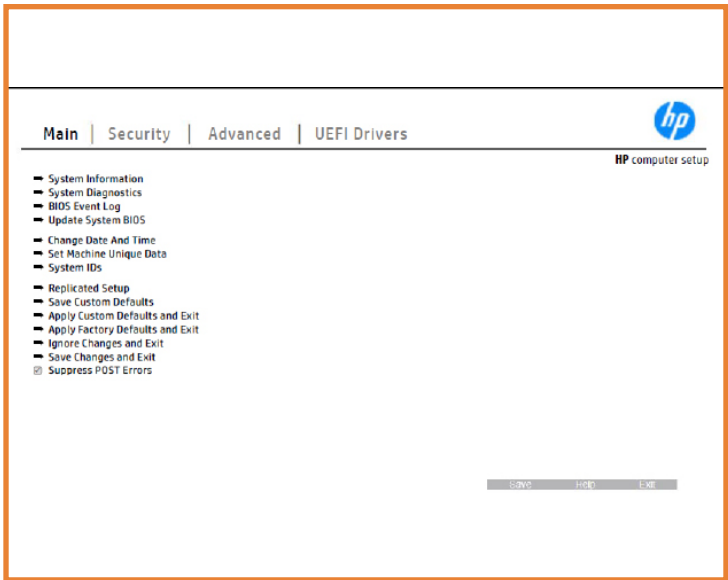 hp
Main | Security | Advanced | UEFI Drivers
HP computer setup
System Information
System Diagnostics
BIOS Event Log
Update System BIOS
Change Date And Time
Set Machine Unique Data
System IDs
Replicated Setup
Save Custom Defaults
Apply Custom Defaults and Exit
Apply Factory Defaults and Exit
Ignore Changes and Exit
Save Changes and Exit
Suppress POST Errors
Save Help Exit